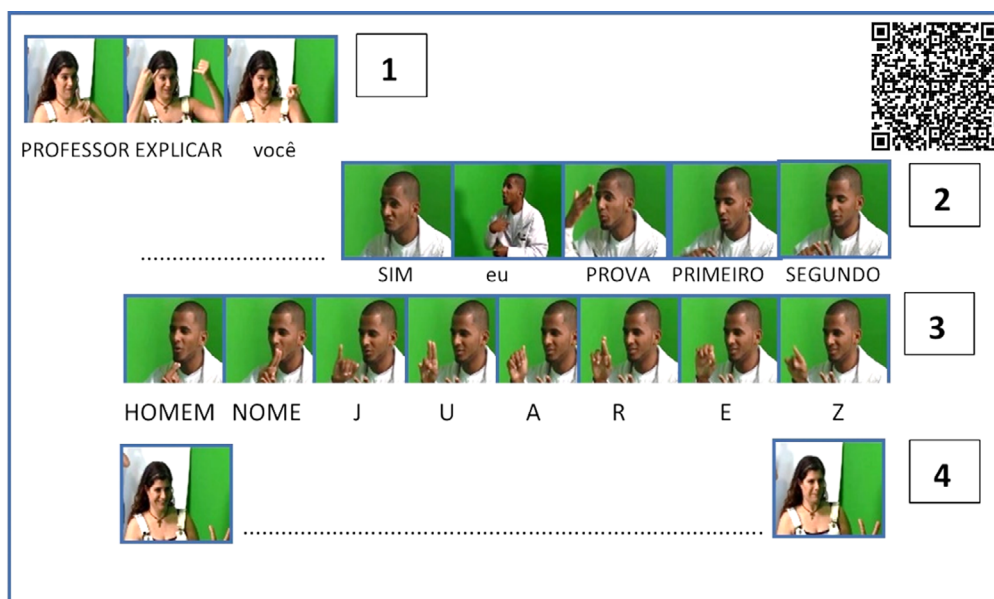 1
PROFESSOR EXPLICAR você
2
............................. SIM eu PROVA PRIMEIRO SEGUNDO
3
HOMEM NOME J U A R E Z
4
..................................................................................